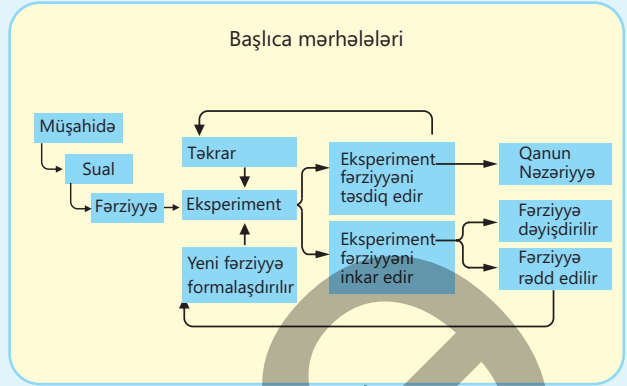 Başlıca mərhələləri
Müşahidə
Sual
Fərziyyə
Təkrar
Eksperiment
Yeni fərziyyə
formalaşdırılır
Eksperiment
fərziyyəni
təsdiq edir
Eksperiment
fərziyyəni
inkar edir
Qanun
Nəzəriyyə
Fərziyyə
dəyişdirilir
Fərziyyə
rədd edilir